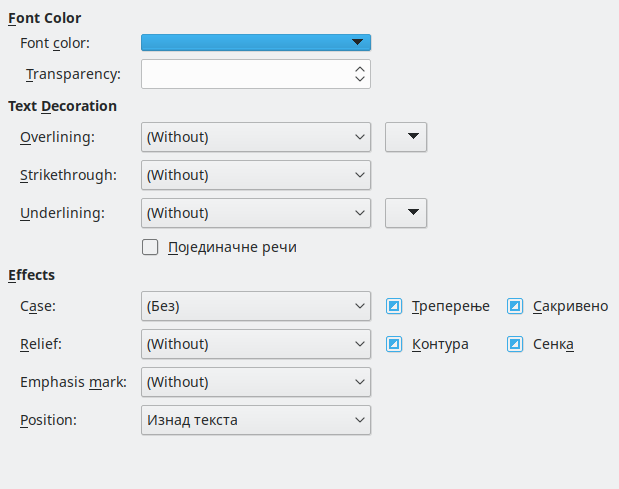 Font Color
Font color:
Transparency:
Text Decoration
Overlining: (Without)
Strikethrough: (Without)
Underlining: (Without)
Појединачне речи
Effects
Case: (Без) Треперење Сакривено
Relief: (Without) Контура Сенка
Emphasis mark: (Without)
Position: Изнад текста